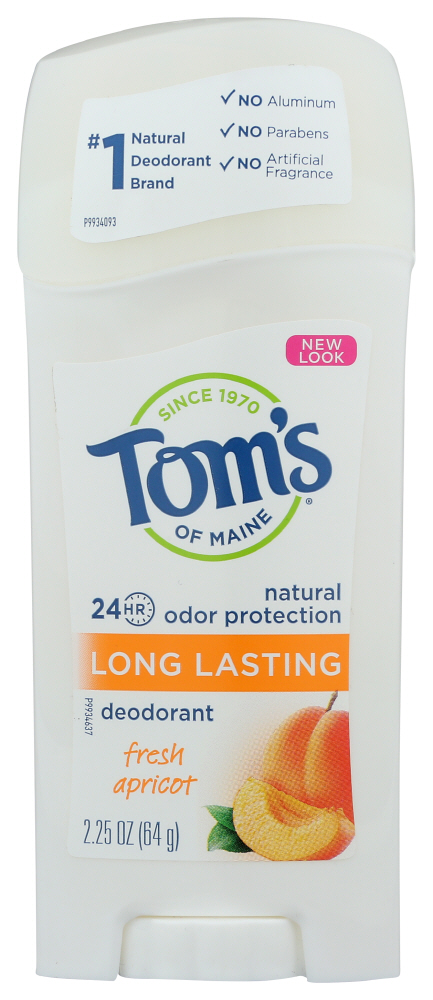 #1 Natural
Deodorant
Brand
✓ NO Aluminum
✓ NO Parabens
✓ NO Artificial
Fragrance
P9934093
NEW
LOOK
SINCE 1970
Tom's®
OF MAINE
24 HR
natural
odor protection
LONG LASTING
P9934637
deodorant
fresh
apricot
2.25 OZ (64 g)